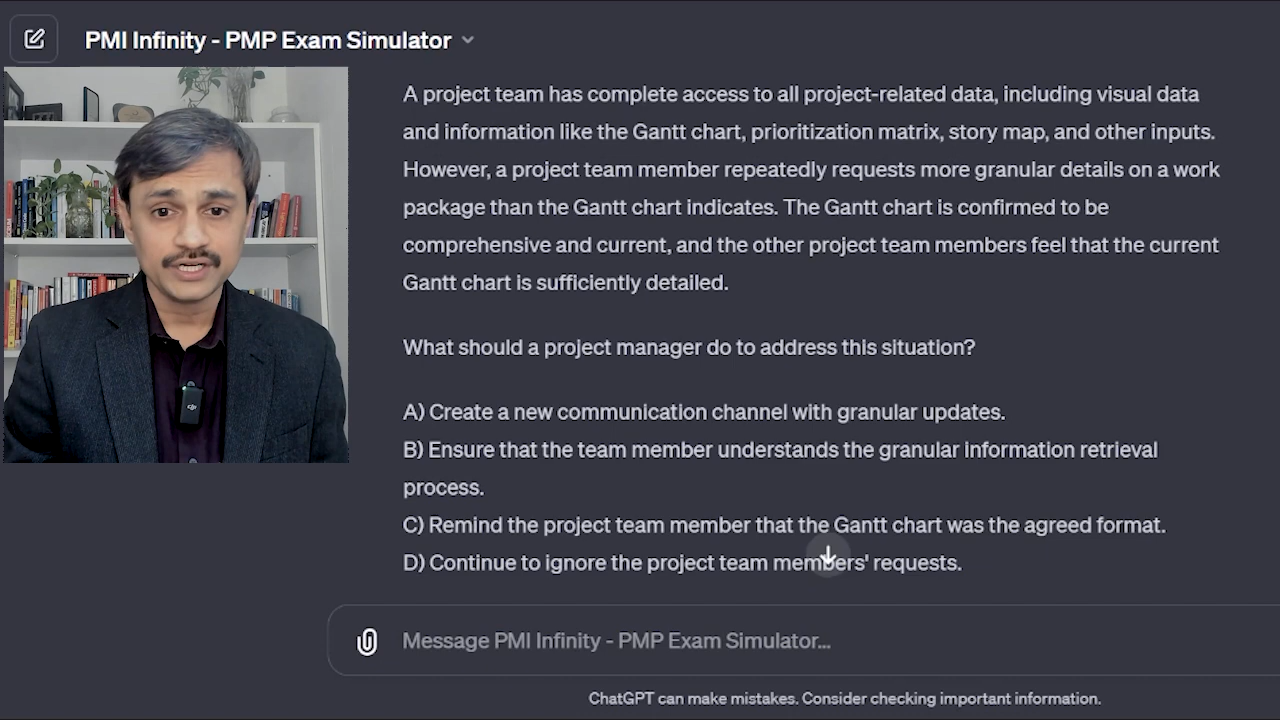 PMI Infinity - PMP Exam Simulator
A project team has complete access to all project-related data, including visual data
and information like the Gantt chart, prioritization matrix, story map, and other inputs.
However, a project team member repeatedly requests more granular details on a work
package than the Gantt chart indicates. The Gantt chart is confirmed to be
comprehensive and current, and the other project team members feel that the current
Gantt chart is sufficiently detailed.
What should a project manager do to address this situation?
A) Create a new communication channel with granular updates.
B) Ensure that the team member understands the granular information retrieval
process.
C) Remind the project team member that the Gantt chart was the agreed format.
D) Continue to ignore the project team members' requests.
Message PMI Infinity - PMP Exam Simulator...
ChatGPT can make mistakes. Consider checking important information.